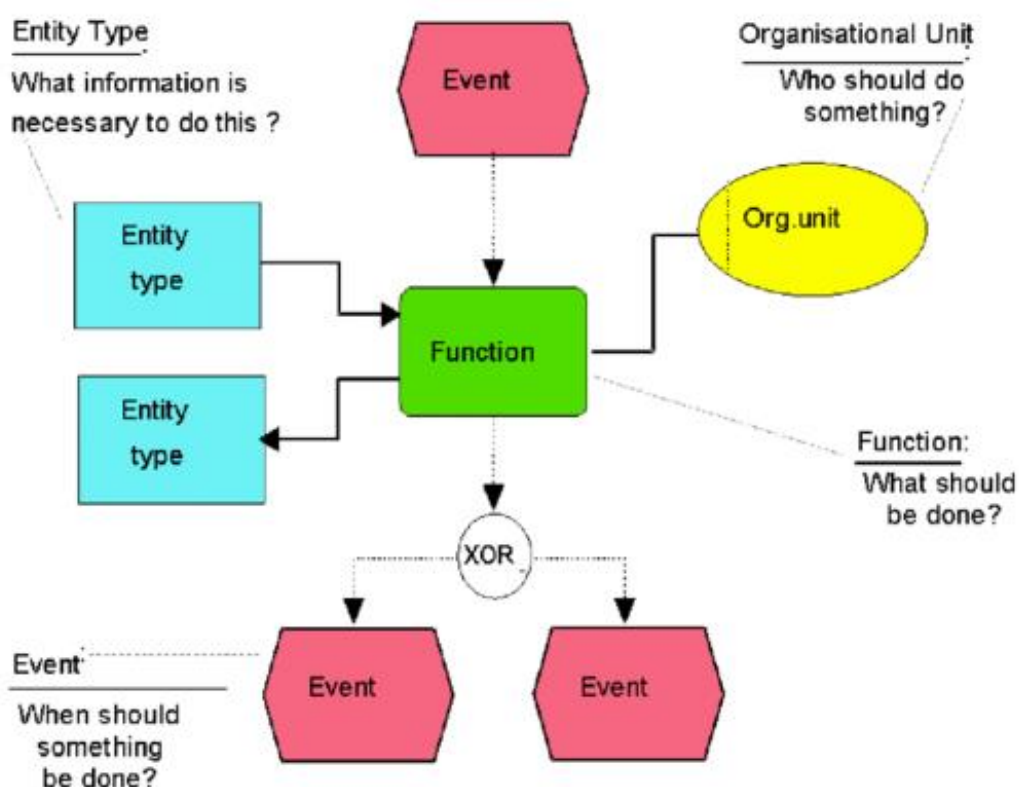 Entity Type:
What information is
necessary to do this ?
Event
Organisational Unit:
Who should do
something?
Entity
type
Org.unit
Function
Entity
type
Function:
What should
be done?
XOR
Event:
When should
something
be done?
Event
Event